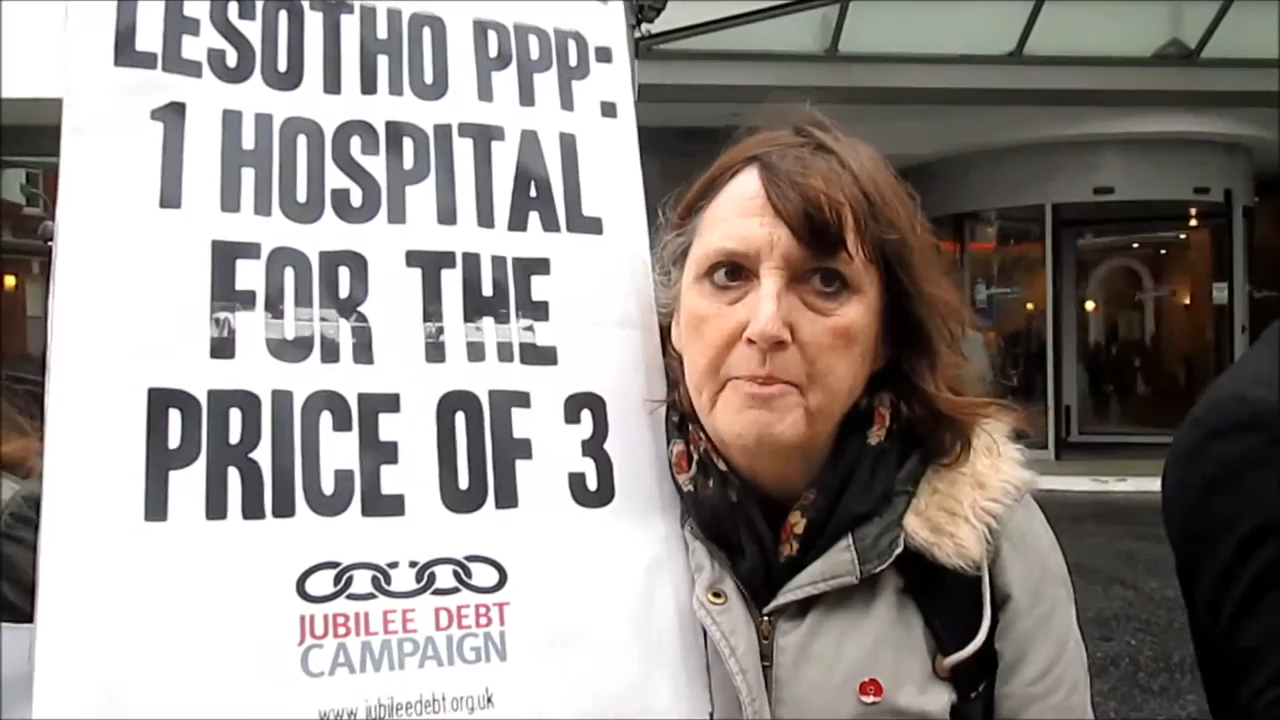 LESOTHO PPP:
1 HOSPITAL
FOR THE
PRICE OF 3
JUBILEE DEBT
CAMPAIGN
www.jubileedebt.org.uk